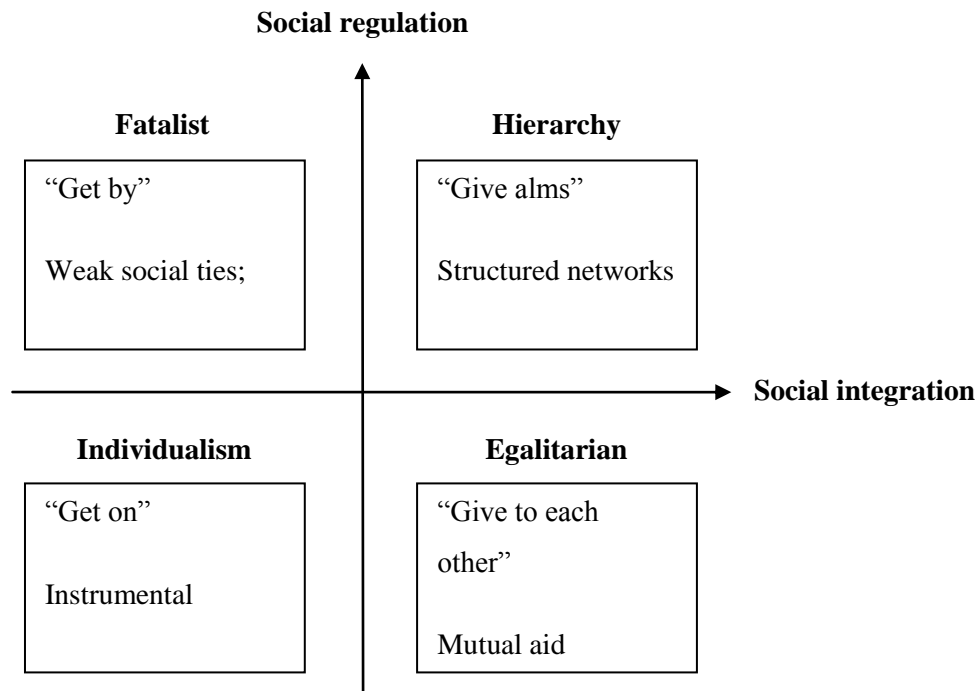 Social regulation
Fatalist
Hierarchy
“Get by”
Weak social ties;
“Give alms”
Structured networks
Social integration
Individualism
Egalitarian
“Get on”
Instrumental
“Give to each
other”
Mutual aid